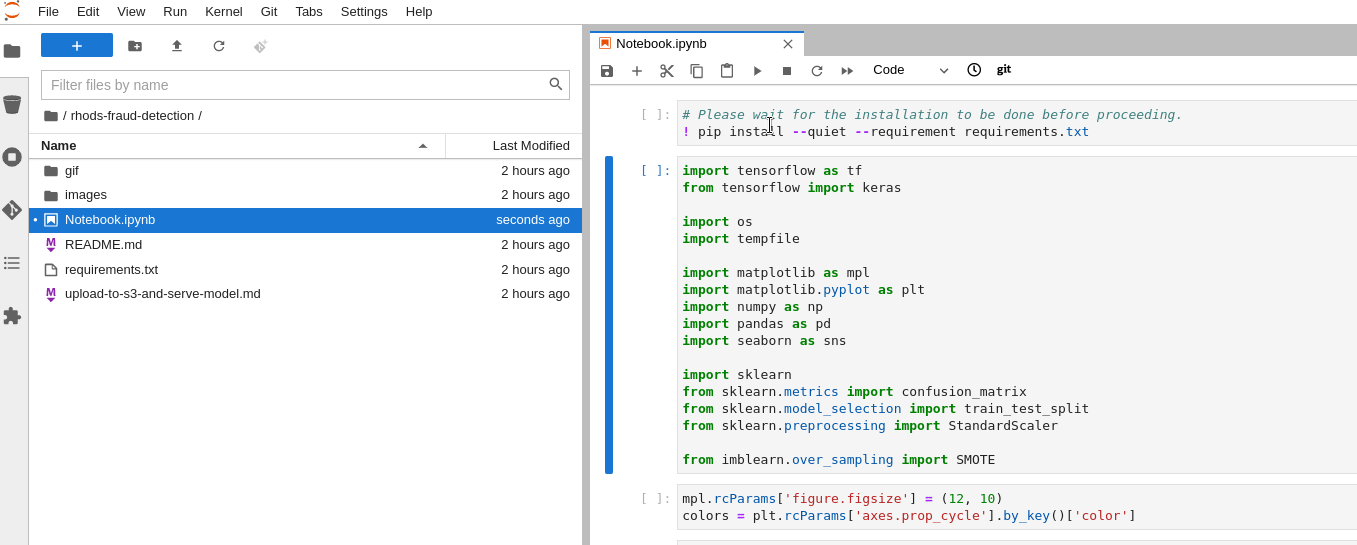 File Edit View Run Kernel Git Tabs Settings Help
Filter files by name
/ rhods-fraud-detection /
Name Last Modified
gif 2 hours ago
images 2 hours ago
Notebook.ipynb seconds ago
README.md 2 hours ago
requirements.txt 2 hours ago
upload-to-s3-and-serve-model.md 2 hours ago
Notebook.ipynb
Code git
[ ]: # Please wait for the installation to be done before proceeding.
! pip install --quiet --requirement requirements.txt
[ ]: import tensorflow as tf
from tensorflow import keras
import os
import tempfile
import matplotlib as mpl
import matplotlib.pyplot as plt
import numpy as np
import pandas as pd
import seaborn as sns
import sklearn
from sklearn.metrics import confusion_matrix
from sklearn.model_selection import train_test_split
from sklearn.preprocessing import StandardScaler
from imblearn.over_sampling import SMOTE
[ ]: mpl.rcParams['figure.figsize'] = (12, 10)
colors = plt.rcParams['axes.prop_cycle'].by_key()['color']